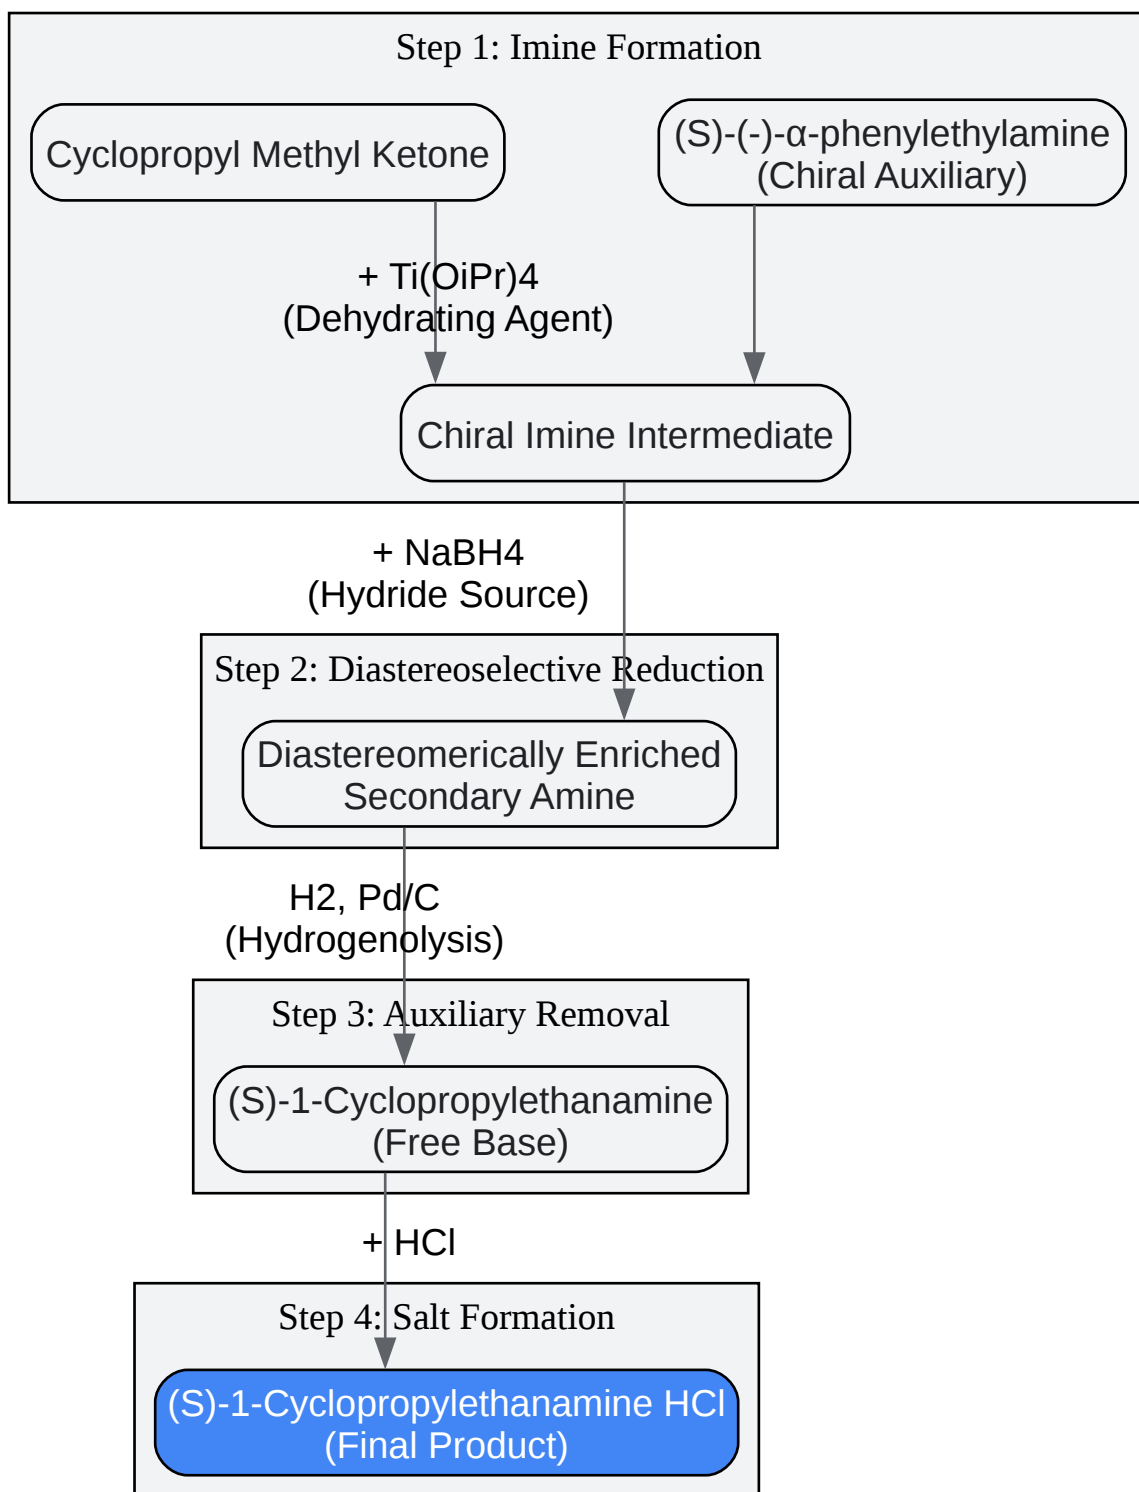 Step 1: Imine Formation
Cyclopropyl Methyl Ketone
(S)-(-)-α-phenylethylamine
(Chiral Auxiliary)
+ Ti(OiPr)4
(Dehydrating Agent)
Chiral Imine Intermediate
+ NaBH4
(Hydride Source)
Step 2: Diastereoselective Reduction
Diastereomerically Enriched
Secondary Amine
H2, Pd/C
(Hydrogenolysis)
Step 3: Auxiliary Removal
(S)-1-Cyclopropylethanamine
(Free Base)
+ HCl
Step 4: Salt Formation
(S)-1-Cyclopropylethanamine HCl
(Final Product)